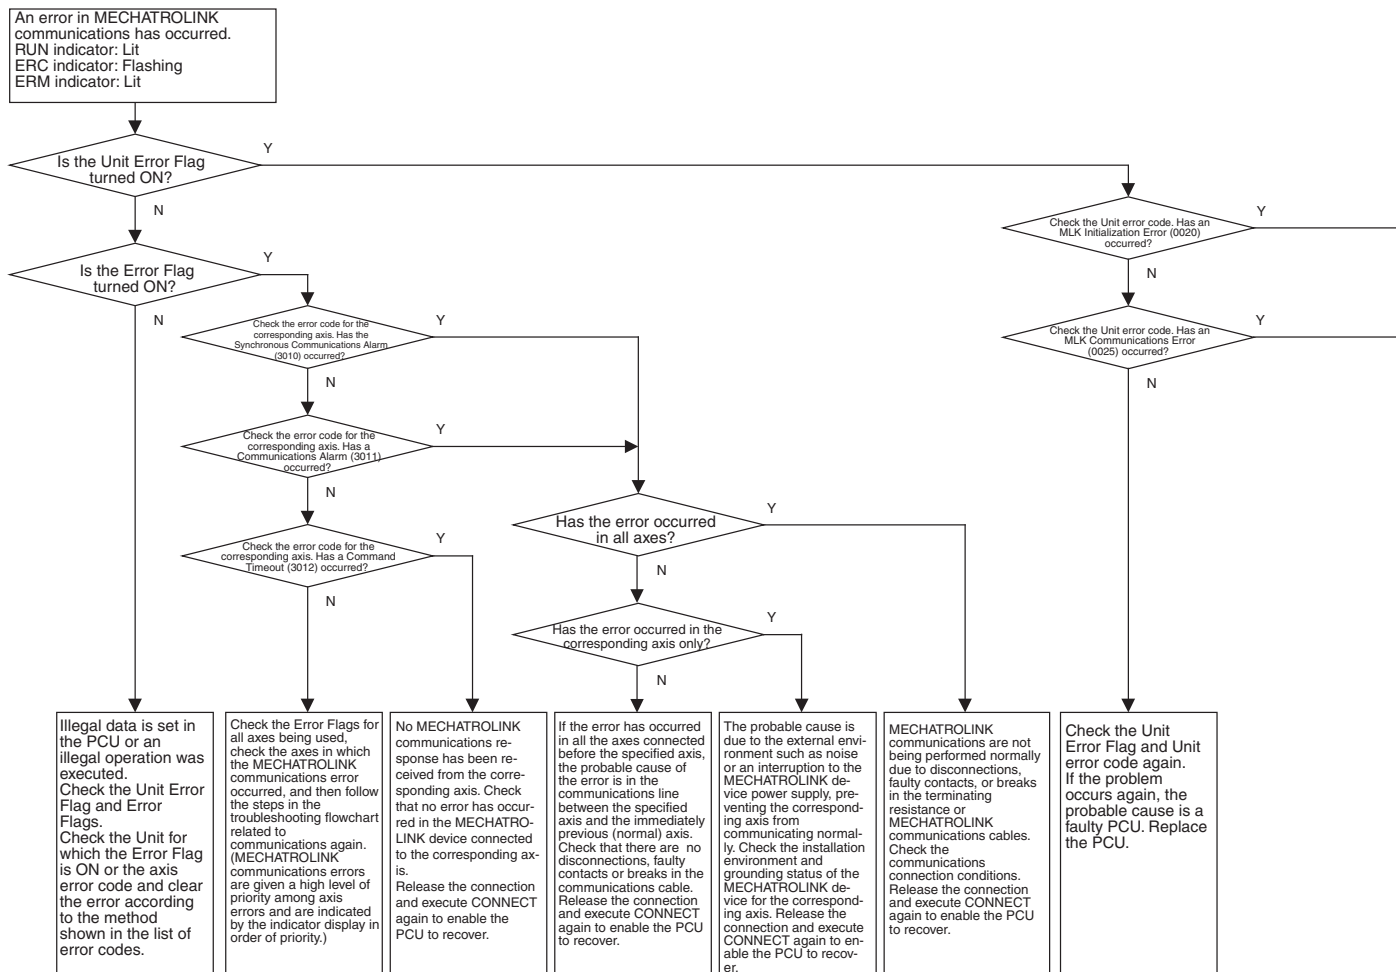 An error in MECHATROLINK
communications has occurred.
RUN indicator: Lit
ERC indicator: Flashing
ERM indicator: Lit
Is the Unit Error Flag
turned ON?
Y
N
Check the Unit error code. Has an
MLK Initialization Error (0020)
occurred?
Y
N
Is the Error Flag
turned ON?
Y
N
Check the error code for the
corresponding axis. Has the
Synchronous Communications Alarm
(3010) occurred?
Y
N
Check the Unit error code. Has an
MLK Communications Error
(0025) occurred?
Y
N
Check the error code for the
corresponding axis. Has a
Communications Alarm (3011)
occurred?
Y
N
Has the error occurred
in all axes?
Y
N
Check the error code for the
corresponding axis. Has a Command
Timeout (3012) occurred?
Y
N
Has the error occurred in the
corresponding axis only?
Y
N
Illegal data is set in
the PCU or an
illegal operation was
executed.
Check the Unit Error
Flag and Error
Flags.
Check the Unit for
which the Error Flag
is ON or the axis
error code and clear
the error according
to the method
shown in the list of
error codes.
Check the Error Flags for
all axes being used,
check the axes in which
the MECHATROLINK
communications error
occurred, and then follow
the steps in the
troubleshooting flowchart
related to
communications again.
(MECHATROLINK
communications errors
are given a high level of
priority among axis
errors and are indicated
by the indicator display in
order of priority.)
No MECHATROLINK
communications re-
sponse has been re-
ceived from the corre-
sponding axis. Check
that no error has occur-
red in the MECHATRO-
LINK device connected
to the corresponding ax-
is.
Release the connection
and execute CONNECT
again to enable the
PCU to recover.
If the error has occurred
in all the axes connected
before the specified axis,
the probable cause of
the error is in the
communications line
between the specified
axis and the immediately
previous (normal) axis.
Check that there are no
disconnections, faulty
contacts or breaks in the
communications cable.
Release the connection
and execute CONNECT
again to enable the PCU
to recover.
The probable cause is
due to the external envi-
ronment such as noise
or an interruption to the
MECHATROLINK de-
vice power supply, prev-
enting the correspond-
ing axis from
communicating normal-
ly. Check the installation
environment and
grounding status of the
MECHATROLINK de-
vice for the correspond-
ing axis. Release the
connection and execute
CONNECT again to en-
able the PCU to recov-
er.
MECHATROLINK
communications are not
being performed normally
due to disconnections,
faulty contacts, or breaks
in the terminating
resistance or
MECHATROLINK
communications cables.
Check the
communications
connection conditions.
Release the connection
and execute CONNECT
again to enable the PCU
to recover.
Check the Unit
Error Flag and Unit
error code again.
If the problem
occurs again, the
probable cause is a
faulty PCU. Replace
the PCU.